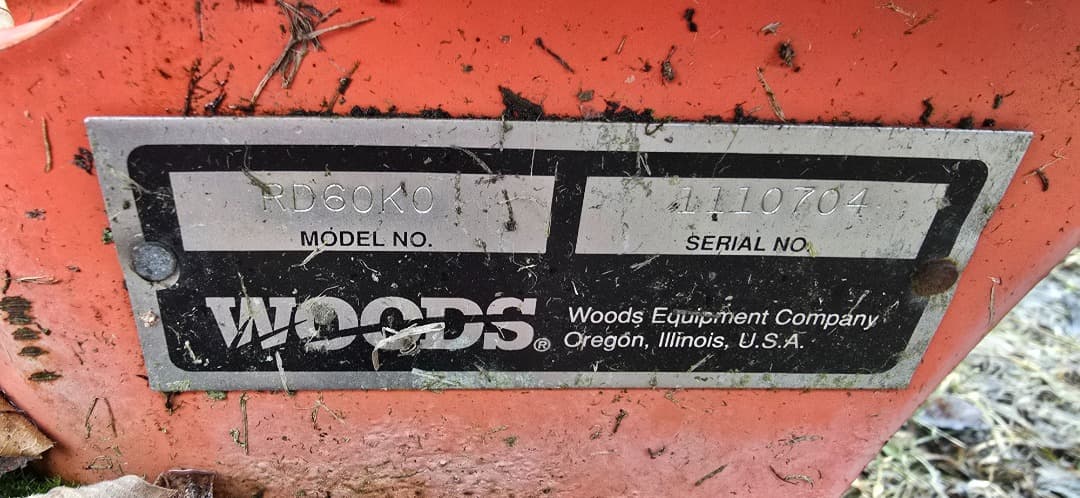 RD60K0 1110704
MODEL NO. SERIAL NO.
WOODS®
Woods Equipment Company
Oregon, Illinois, U.S.A.